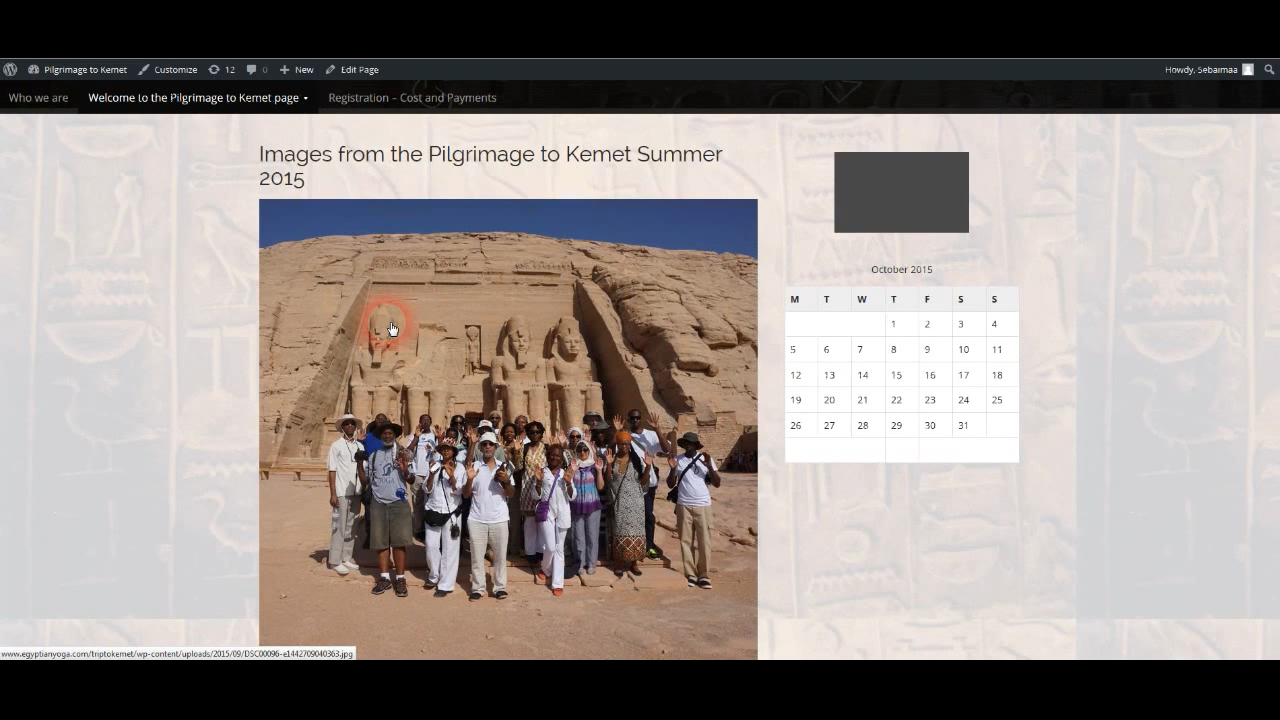 Pilgrimage to Kemet Customize 12 0 New Edit Page Howdy, Sebaimaa
Who we are Welcome to the Pilgrimage to Kemet page Registration – Cost and Payments
Images from the Pilgrimage to Kemet Summer
2015
October 2015
M T W T F S S
1 2 3 4
5 6 7 8 9 10 11
12 13 14 15 16 17 18
19 20 21 22 23 24 25
26 27 28 29 30 31
www.egyptianyoga.com/triptokemet/wp-content/uploads/2015/09/DSC00096-e1442709040363.jpg